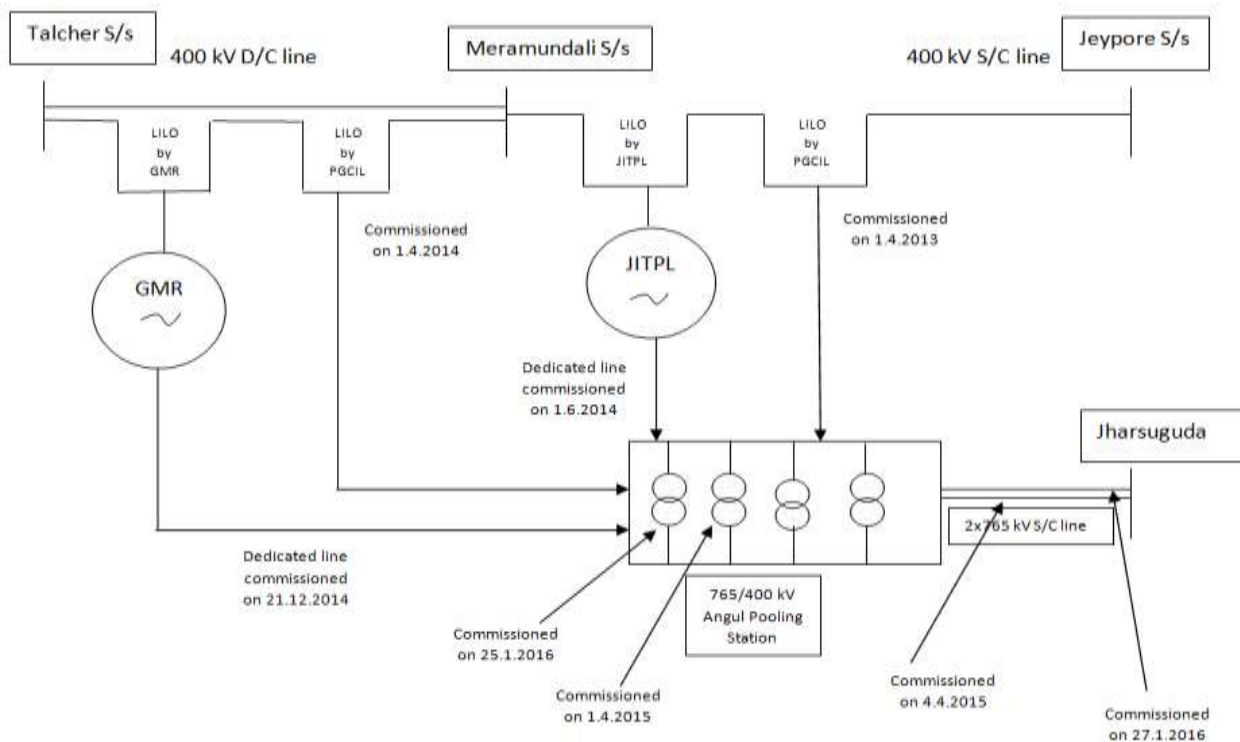 Talcher S/s
400 kV D/C line
Meramundali S/s
400 kV S/C line
Jeypore S/s
LILO
by
GMR
LILO
by
PGCIL
LILO
by
JITPL
LILO
by
PGCIL
Commissioned
on 1.4.2014
Commissioned
on 1.4.2013
GMR
JITPL
Dedicated line
commissioned
on 1.6.2014
Jharsuguda
2x765 kV S/C line
Dedicated line
commissioned
on 21.12.2014
765/400 kV
Angul Pooling
Station
Commissioned
on 25.1.2016
Commissioned
on 1.4.2015
Commissioned
on 4.4.2015
Commissioned
on 27.1.2016